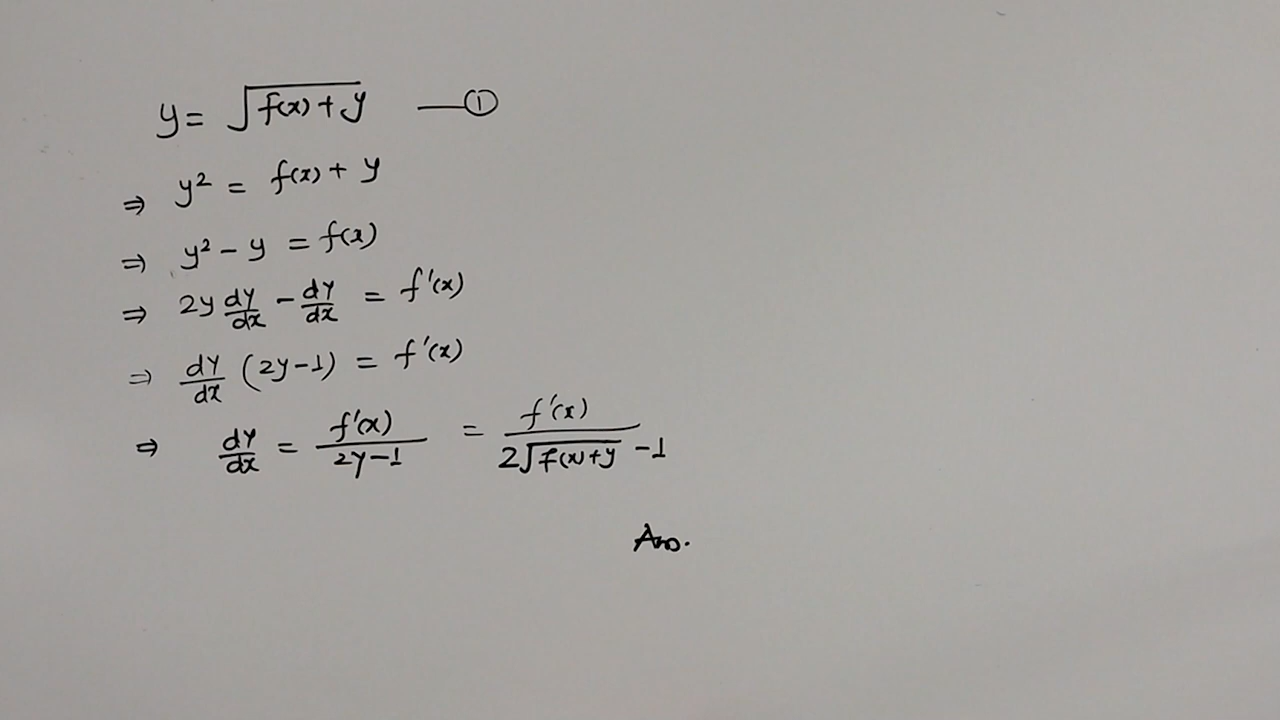 y = √(f(x) + y) —①
⇒ y² = f(x) + y
⇒ y² - y = f(x)
⇒ 2y dy/dx - dy/dx = f'(x)
⇒ dy/dx (2y-1) = f'(x)
⇒ dy/dx = f'(x)/(2y-1) = f'(x)/(2√(f(x)+y) -1)
Ans.